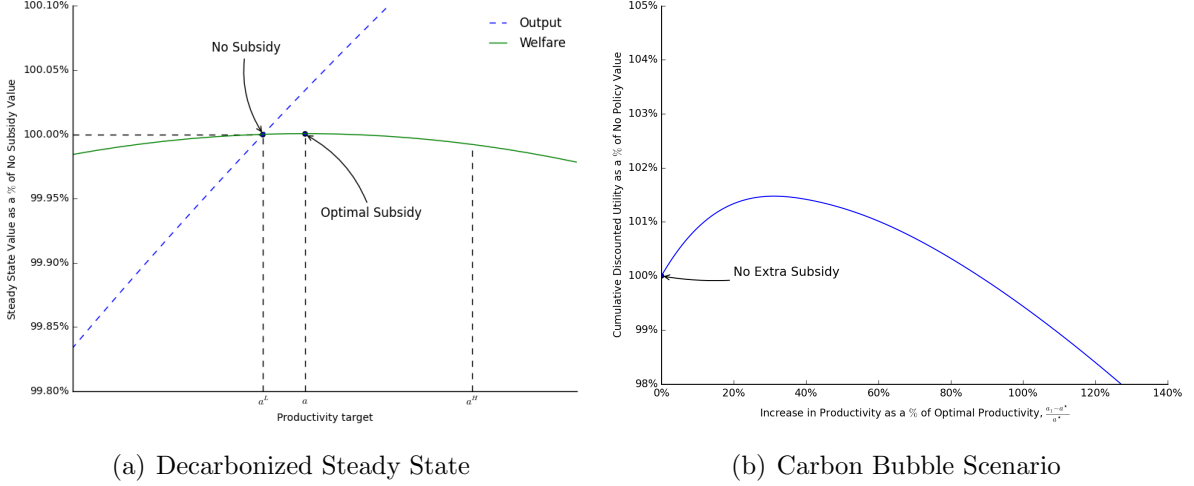 100.10%
100.05%
100.00%
99.95%
99.90%
99.85%
99.80%
Steady State Value as a % of No Subsidy Value
Output
Welfare
No Subsidy
Optimal Subsidy
a^L
a
a^H
Productivity target
(a) Decarbonized Steady State
105%
104%
103%
102%
101%
100%
99%
98%
Cumulative Discounted Utility as a % of No Policy Value
No Extra Subsidy
0%
20%
40%
60%
80%
100%
120%
140%
Increase in Productivity as a % of Optimal Productivity, \frac{a_1-a^*}{a^*}
(b) Carbon Bubble Scenario